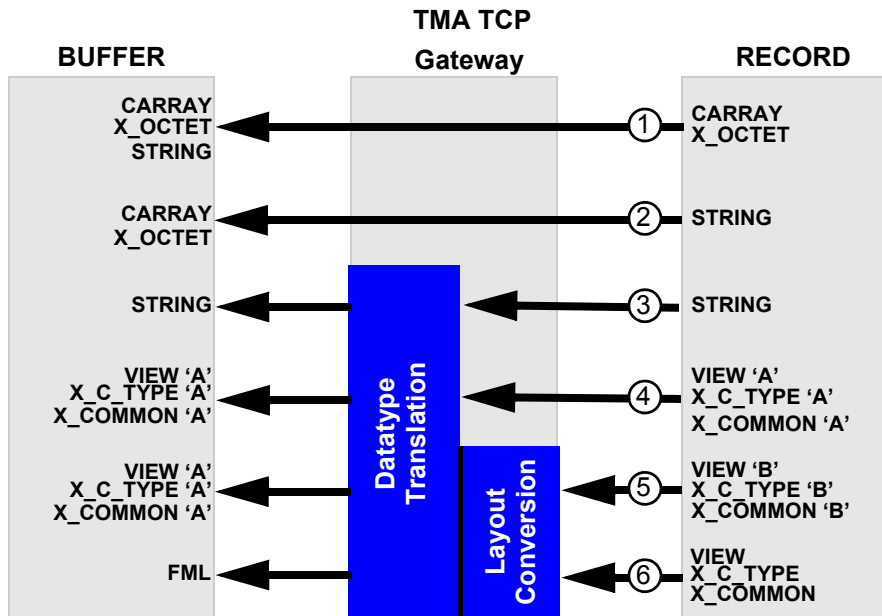 TMA TCP
Gateway
BUFFER
RECORD
CARRAY
X_OCTET
STRING
1
CARRAY
X_OCTET
CARRAY
X_OCTET
2
STRING
STRING
3
STRING
VIEW ‘A’
X_C_TYPE ‘A’
X_COMMON ‘A’
4
VIEW ‘A’
X_C_TYPE ‘A’
X_COMMON ‘A’
VIEW ‘A’
X_C_TYPE ‘A’
X_COMMON ‘A’
5
VIEW ‘B’
X_C_TYPE ‘B’
X_COMMON ‘B’
FML
6
VIEW
X_C_TYPE
X_COMMON
Datatype
Translation
Layout
Conversion